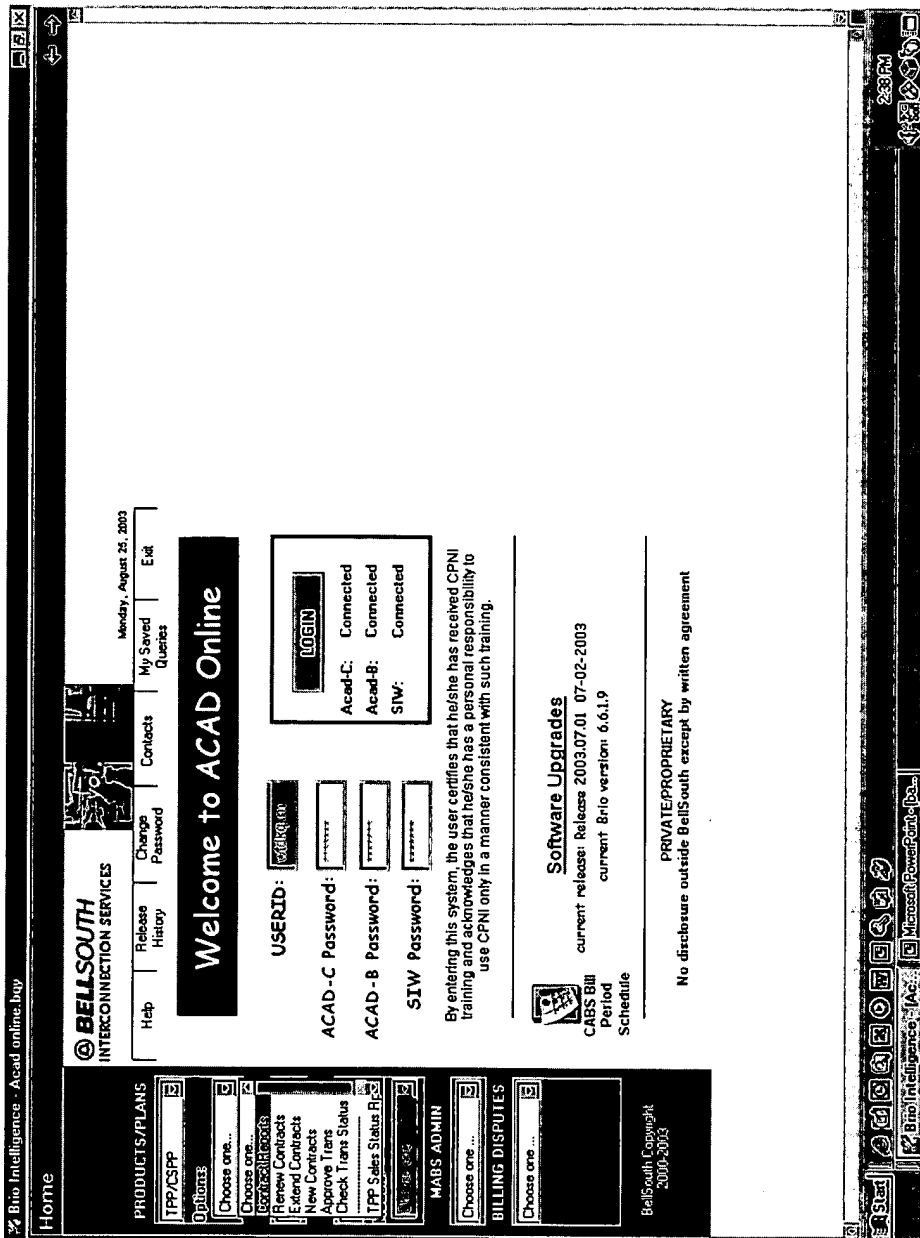 Brio Intelligence - Acad online.bqy
Home
BELLSOUTH
INTERCONNECTION SERVICES
Monday, August 25, 2003
Help
Release History
Change Password
Contacts
My Saved Queries
Exit
PRODUCTS/PLANS
TPP/CSPP
Options:
Choose one...
Choose one...
Contract Reports
Renew Contracts
Extend Contracts
New Contracts
Approve Trans
Check Trans Status
TPP Sales Status Rp
MABS ADMIN
Choose one ...
BILLING DISPUTES
Choose one ...
BellSouth Copyright
2000-2003
Welcome to ACAD Online
USERID:
ACAD-C Password: *******
ACAD-B Password: *******
SIW Password: ******
LOGIN
Acad-C: Connected
Acad-B: Connected
SIW: Connected
By entering this system, the user certifies that he/she has received CPNI
training and acknowledges that he/she has a personal responsibility to
use CPNI only in a manner consistent with such training.
CABS Bill
Period
Schedule
Software Upgrades
current release: Release 2003.07.01 07-02-2003
current Brio version: 6.6.1.9
PRIVATE/PROPRIETARY
No disclosure outside BellSouth except by written agreement
Start
Brio Intelligence - [Ac...
Microsoft PowerPoint - [ba...
2:38 PM